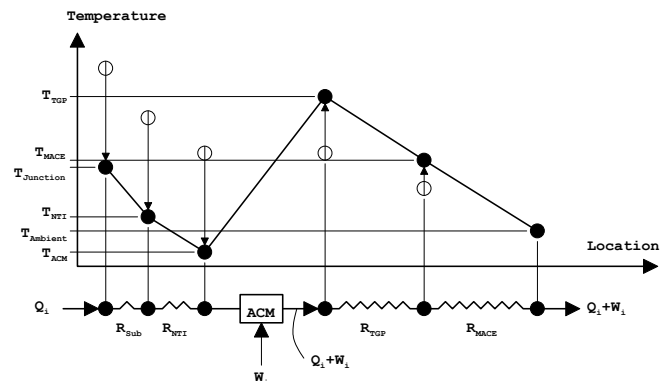 Temperature
T_TGP
T_MACE
T_Junction
T_NTI
T_Ambient
T_ACM
Location
Q_i
ACM
Q_i+W_i
R_Sub
R_NTI
R_TGP
R_MACE
Q_i+W_i
W_i